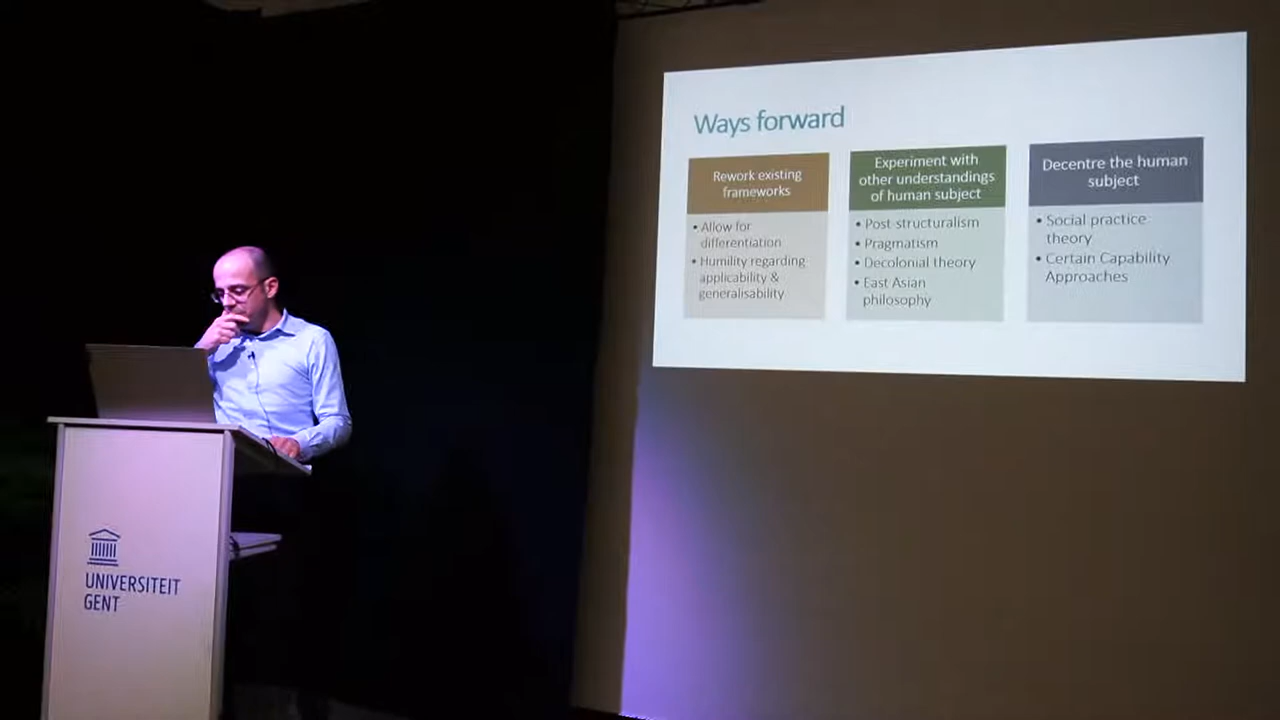 Ways forward
Rework existing
frameworks
• Allow for
differentiation
• Humility regarding
applicability &
generalisability
Experiment with
other understandings
of human subject
• Post-structuralism
• Pragmatism
• Decolonial theory
• East Asian
philosophy
Decentre the human
subject
• Social practice
theory
• Certain Capability
Approaches
UNIVERSITEIT
GENT